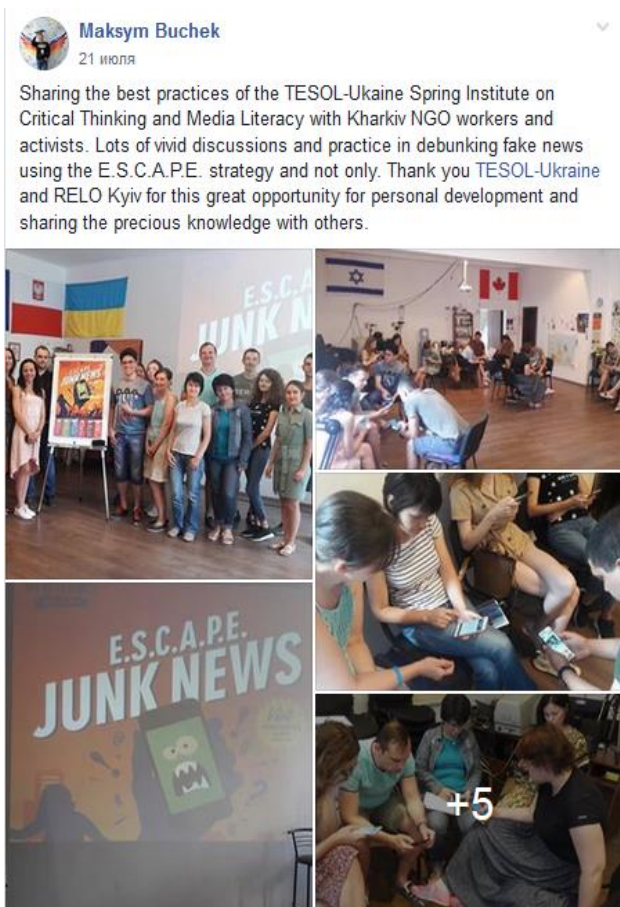 Maksym Buchek
21 июля
Sharing the best practices of the TESOL-Ukaine Spring Institute on
Critical Thinking and Media Literacy with Kharkiv NGO workers and
activists. Lots of vivid discussions and practice in debunking fake news
using the E.S.C.A.P.E. strategy and not only. Thank you TESOL-Ukraine
and RELO Kyiv for this great opportunity for personal development and
sharing the precious knowledge with others.
E.S.C.A
JUNK N
JUNK NEWS
E.S.C.A.P.E.
JUNK NEWS
+5